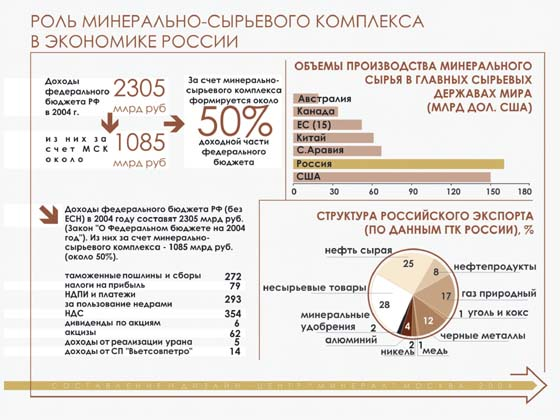 РОЛЬ МИНЕРАЛЬНО-СЫРЬЕВОГО КОМПЛЕКСА
В ЭКОНОМИКЕ РОССИИ
Доходы
федерального
бюджета РФ
в 2004 г.
2305
млрд руб
из них за
счет МСК
около
1085
млрд руб
За счет минерально-
сырьевого комплекса
формируется около
50%
доходной части
федерального
бюджета
ОБЪЕМЫ ПРОИЗВОДСТВА МИНЕРАЛЬНОГО
СЫРЬЯ В ГЛАВНЫХ СЫРЬЕВЫХ
ДЕРЖАВАХ МИРА
(МЛРД ДОЛ. США)
Австралия
Канада
ЕС (15)
Китай
С.Аравия
Россия
США
0 30 60 90 120 150 180
Доходы федерального бюджета РФ (без
ЕСН) в 2004 году составят 2305 млрд руб.
(Закон "О Федеральном бюджете на 2004
год"). Из них за счет минерально-
сырьевого комплекса - 1085 млрд руб.
(около 50%).
таможенные пошлины и сборы 272
налоги на прибыль 79
НДПИ и платежи
за пользование недрами 293
НДС 354
дивиденды по акциям 6
акцизы 62
доходы от реализации урана 5
доходы от СП "Вьетсовпетро" 14
СТРУКТУРА РОССИЙСКОГО ЭКСПОРТА
(ПО ДАННЫМ ГТК РОССИИ), %
нефть сырая
25
8
нефтепродукты
несырьевые товары
28
17
газ природный
1 уголь и кокс
минеральные
удобрения 2
4
12
черные металлы
алюминий
2
никель
1
медь
СОСТАВЛЕНИЕ И ДИЗАЙН ЦЕНТР "МИНЕРАЛ" МОСКВА 2004